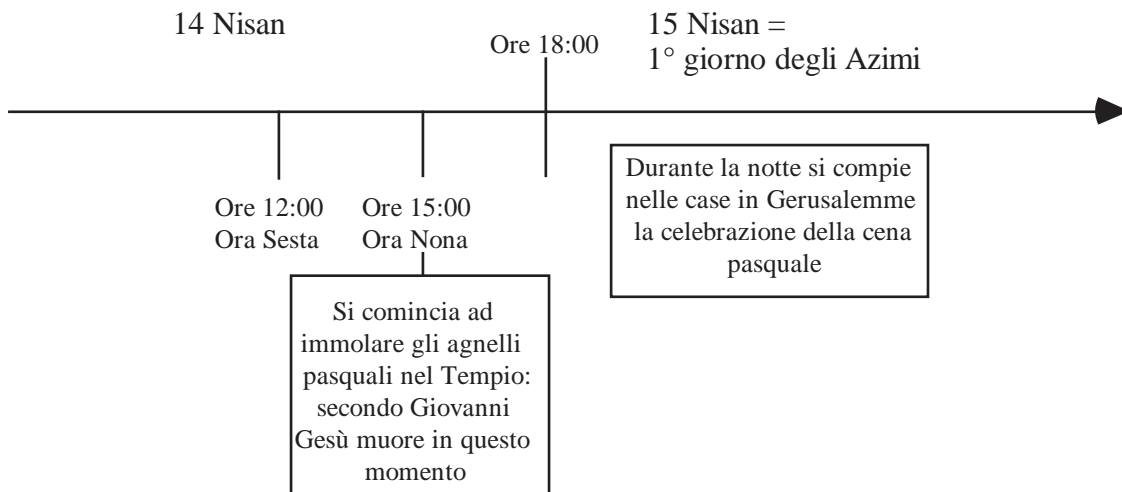 14 Nisan
Ore 18:00
15 Nisan =
1° giorno degli Azimi
Ore 12:00
Ora Sesta
Ore 15:00
Ora Nona
Si comincia ad
immolare gli agnelli
pasquali nel Tempio:
secondo Giovanni
Gesù muore in questo
momento
Durante la notte si compie
nelle case in Gerusalemme
la celebrazione della cena
pasquale